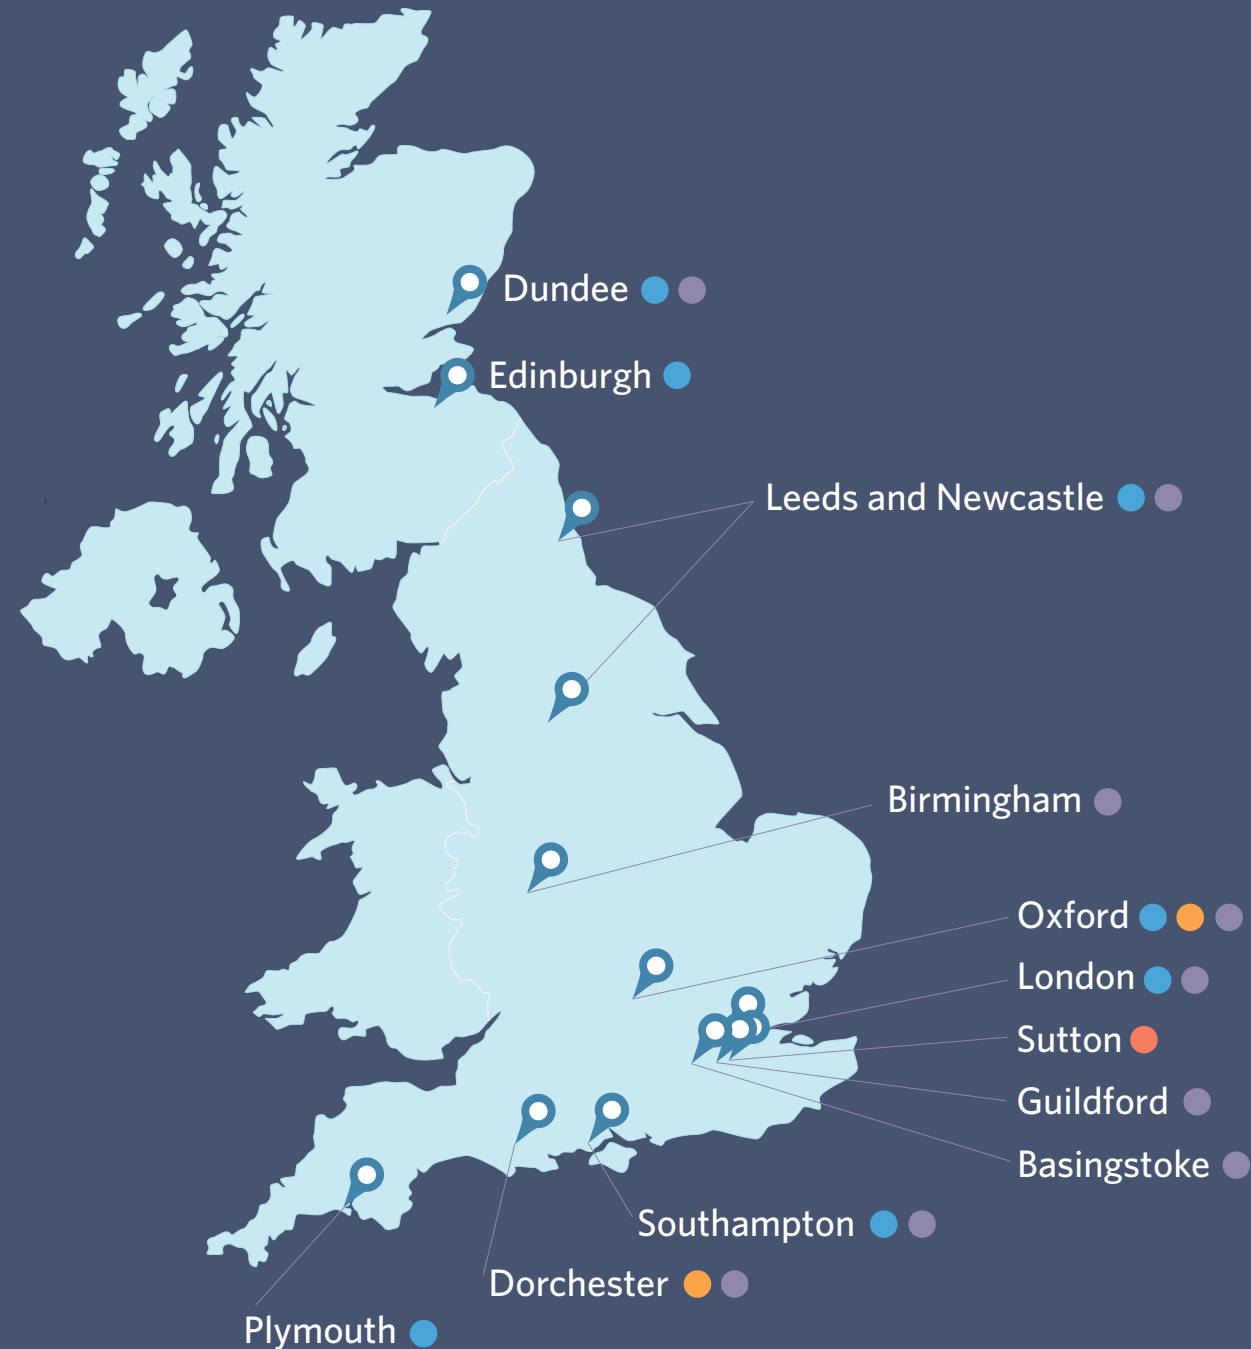 Dundee
Edinburgh
Leeds and Newcastle
Birmingham
Oxford
London
Sutton
Guildford
Basingstoke
Southampton
Dorchester
Plymouth